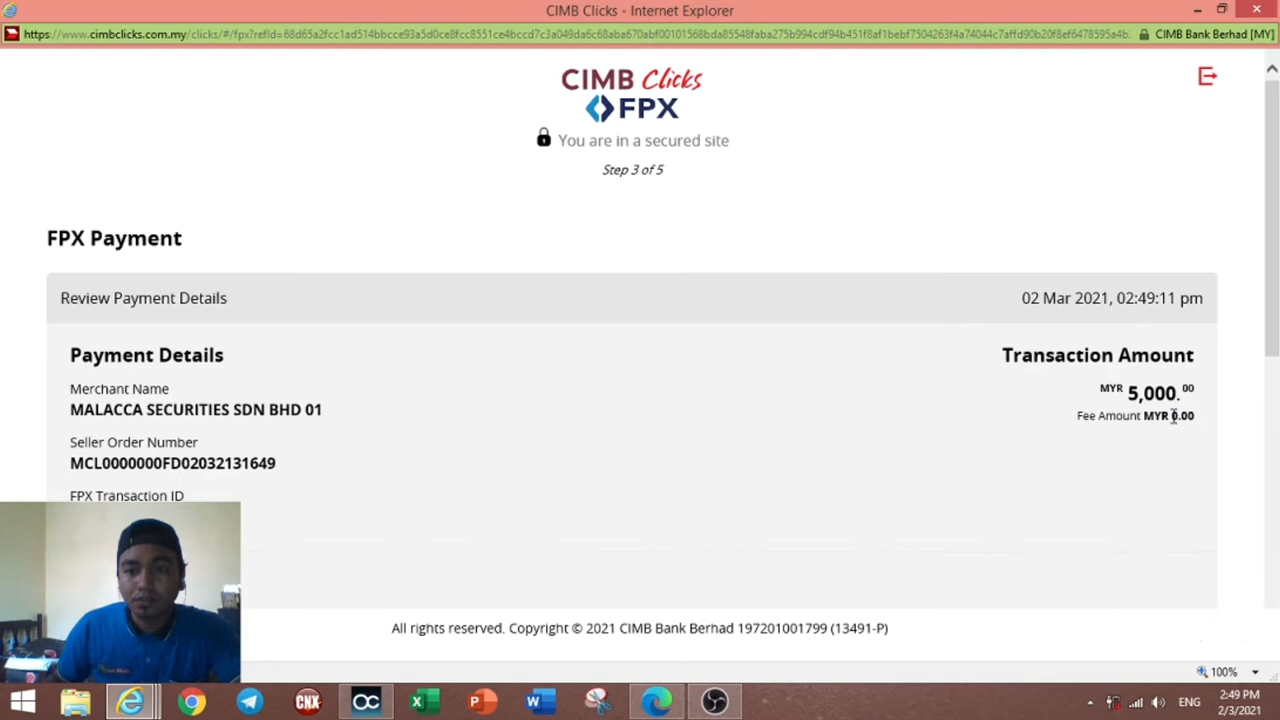 CIMB Clicks - Internet Explorer
CIMB Bank Berhad [MY]
CIMB Clicks
FPX
You are in a secured site
Step 3 of 5
FPX Payment
Review Payment Details
02 Mar 2021, 02:49:11 pm
Payment Details
Transaction Amount
Merchant Name
MYR 5,000.00
MALACCA SECURITIES SDN BHD 01
Fee Amount MYR 0.00
Seller Order Number
MCL0000000FD02032131649
FPX Transaction ID
All rights reserved. Copyright © 2021 CIMB Bank Berhad 197201001799 (13491-P)
100%
CNX
OC
ENG
2:49 PM
2/3/2021